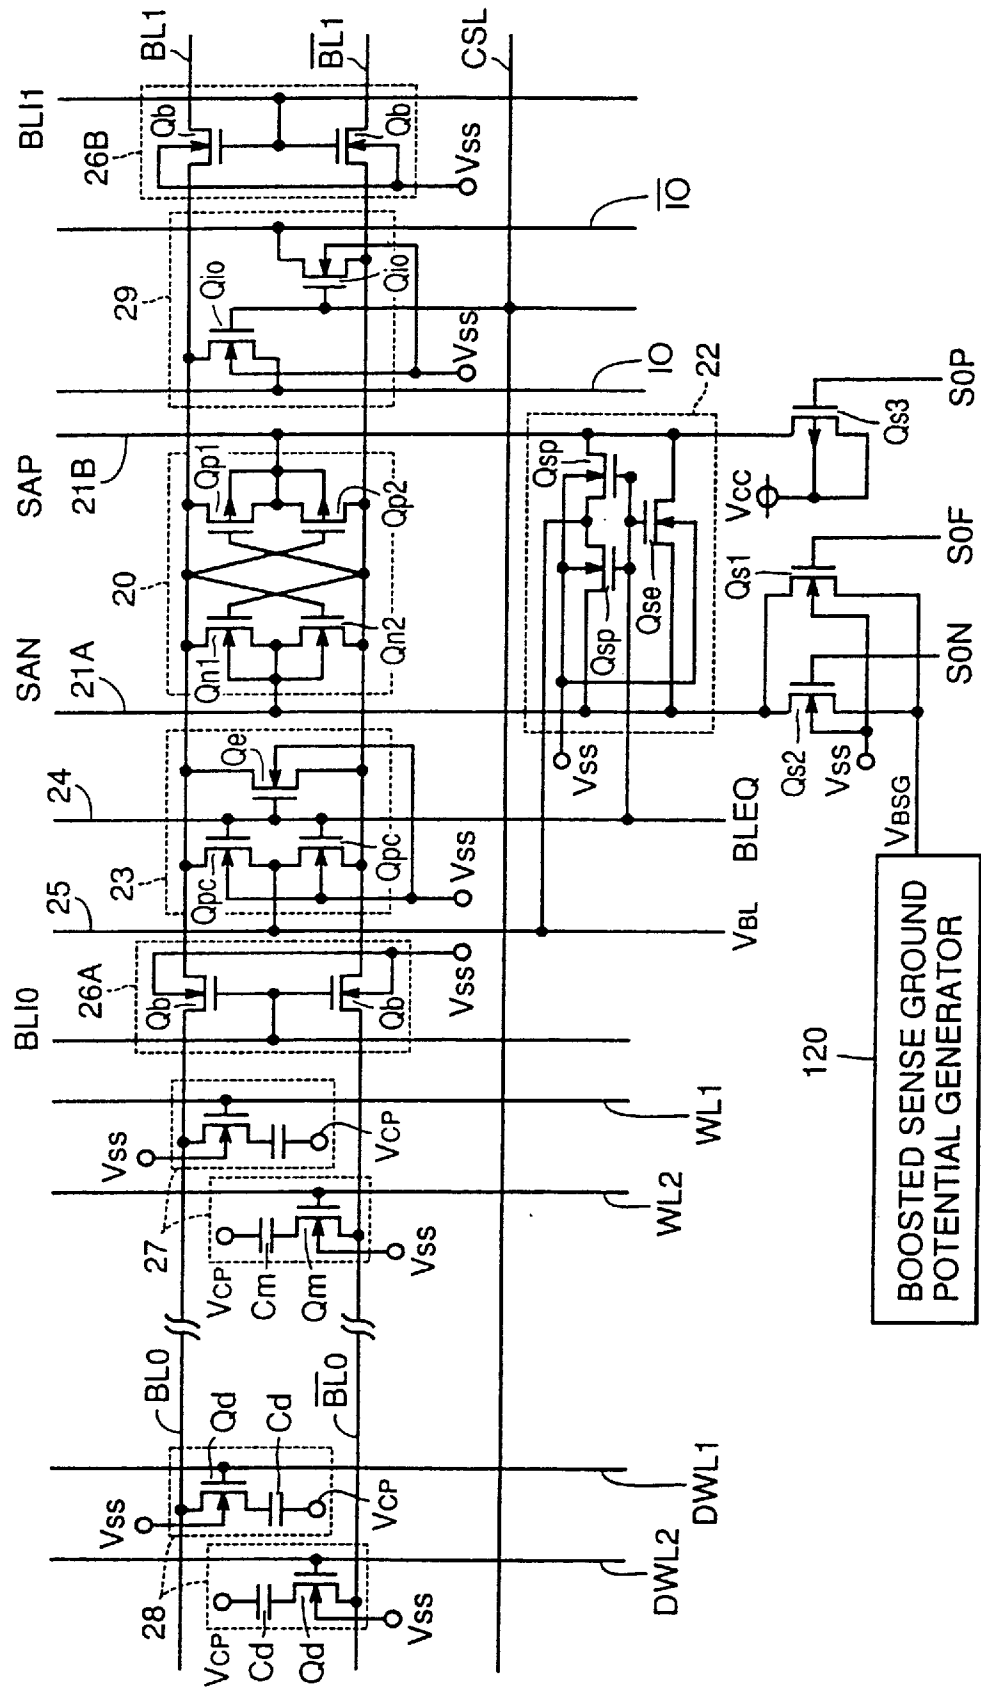 BLI0
SAN
SAP
BLI1
25
24
21A
21B
26A
23
20
29
26B
Qb
Qb
Qpc
Qpc
Qe
Qn1
Qn2
Qp1
Qp2
Qio
Qio
Qb
Qb
BL1
BL1
CSL
28
27
Vss
Vss
BL0
BL0
Qd
Cd
VCP
VCP
Cd
Qd
Vss
VCP
Cm
Qm
Vss
VCP
Vss
Vss
Vss
Vss
DWL2
DWL1
WL2
WL1
VBL
BLEQ
IO
IO
22
Qsp
Qsp
Qse
Vss
Qs2
Qs1
Qs3
Vss
Vcc
S0N
S0F
S0P
VBSG
120
BOOSTED SENSE GROUND
POTENTIAL GENERATOR